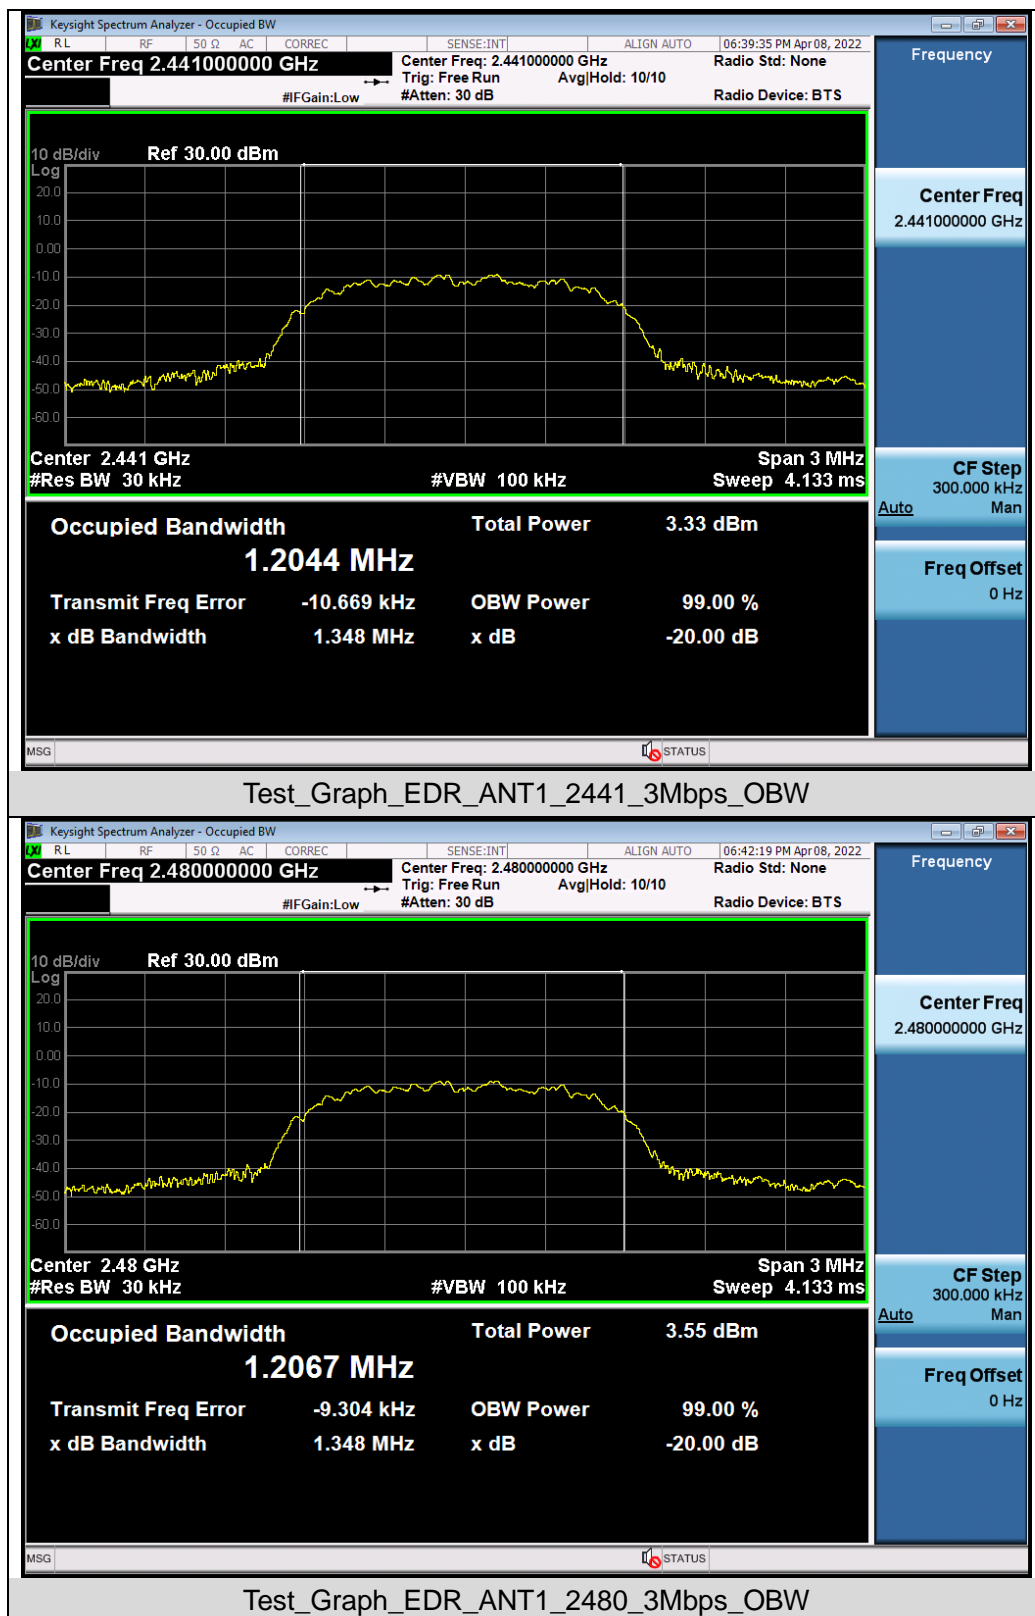 Keysight Spectrum Analyzer - Occupied BW
LXI RL RF 50 Ω AC CORREC SENSE:INT ALIGN AUTO 06:39:35 PM Apr 08, 2022
Center Freq 2.441000000 GHz
Center Freq: 2.441000000 GHz
Radio Std: None
Trig: Free Run Avg|Hold: 10/10
#IFGain:Low
#Atten: 30 dB
Radio Device: BTS
Frequency
10 dB/div Ref 30.00 dBm
Log
20.0
10.0
0.00
-10.0
-20.0
-30.0
-40.0
-50.0
-60.0
Center 2.441 GHz
Span 3 MHz
#Res BW 30 kHz
#VBW 100 kHz
Sweep 4.133 ms
Center Freq
2.441000000 GHz
CF Step
300.000 kHz
Auto Man
Freq Offset
0 Hz
Occupied Bandwidth
Total Power 3.33 dBm
1.2044 MHz
Transmit Freq Error -10.669 kHz OBW Power 99.00 %
x dB Bandwidth 1.348 MHz x dB -20.00 dB
MSG STATUS
Test_Graph_EDR_ANT1_2441_3Mbps_OBW
Keysight Spectrum Analyzer - Occupied BW
LXI RL RF 50 Ω AC CORREC SENSE:INT ALIGN AUTO 06:42:19 PM Apr 08, 2022
Center Freq 2.480000000 GHz
Center Freq: 2.480000000 GHz
Radio Std: None
Trig: Free Run Avg|Hold: 10/10
#IFGain:Low
#Atten: 30 dB
Radio Device: BTS
Frequency
10 dB/div Ref 30.00 dBm
Log
20.0
10.0
0.00
-10.0
-20.0
-30.0
-40.0
-50.0
-60.0
Center 2.48 GHz
Span 3 MHz
#Res BW 30 kHz
#VBW 100 kHz
Sweep 4.133 ms
Center Freq
2.480000000 GHz
CF Step
300.000 kHz
Auto Man
Freq Offset
0 Hz
Occupied Bandwidth
Total Power 3.55 dBm
1.2067 MHz
Transmit Freq Error -9.304 kHz OBW Power 99.00 %
x dB Bandwidth 1.348 MHz x dB -20.00 dB
MSG STATUS
Test_Graph_EDR_ANT1_2480_3Mbps_OBW